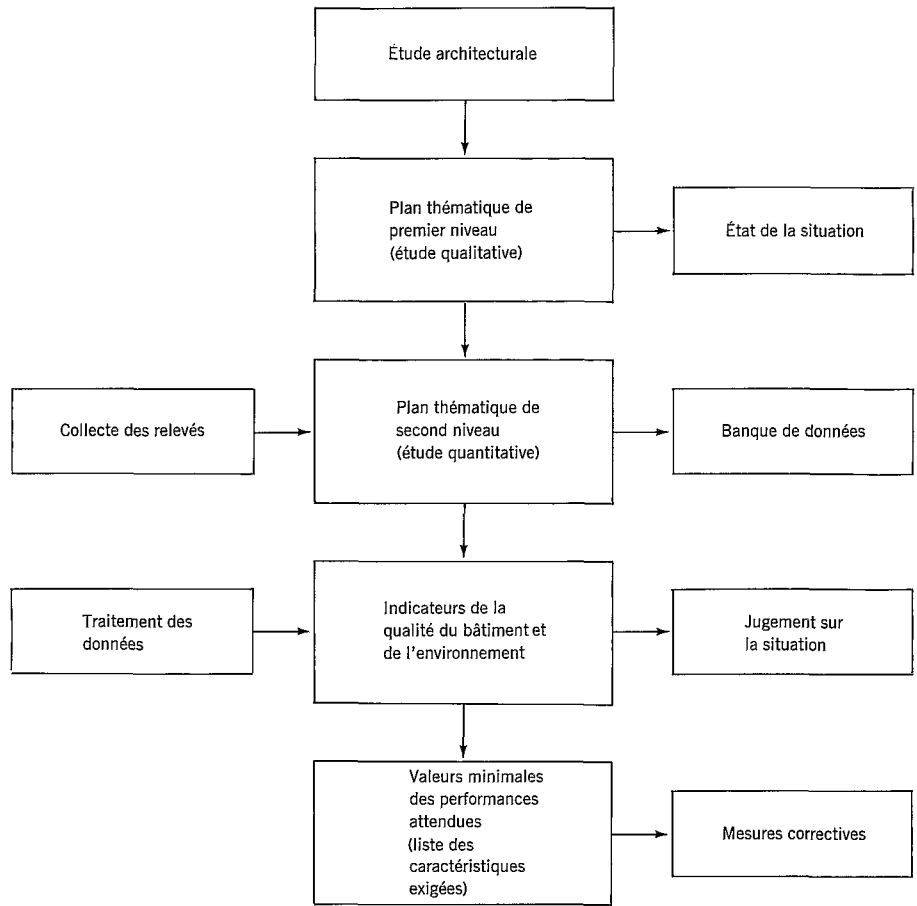 Étude architecturale
Plan thématique de
premier niveau
(étude qualitative)
État de la situation
Collecte des relevés
Plan thématique de
second niveau
(étude quantitative)
Banque de données
Traitement des
données
Indicateurs de la
qualité du bâtiment et
de l'environnement
Jugement sur
la situation
Valeurs minimales
des performances
attendues
(liste des
caractéristiques
exigées)
Mesures correctives